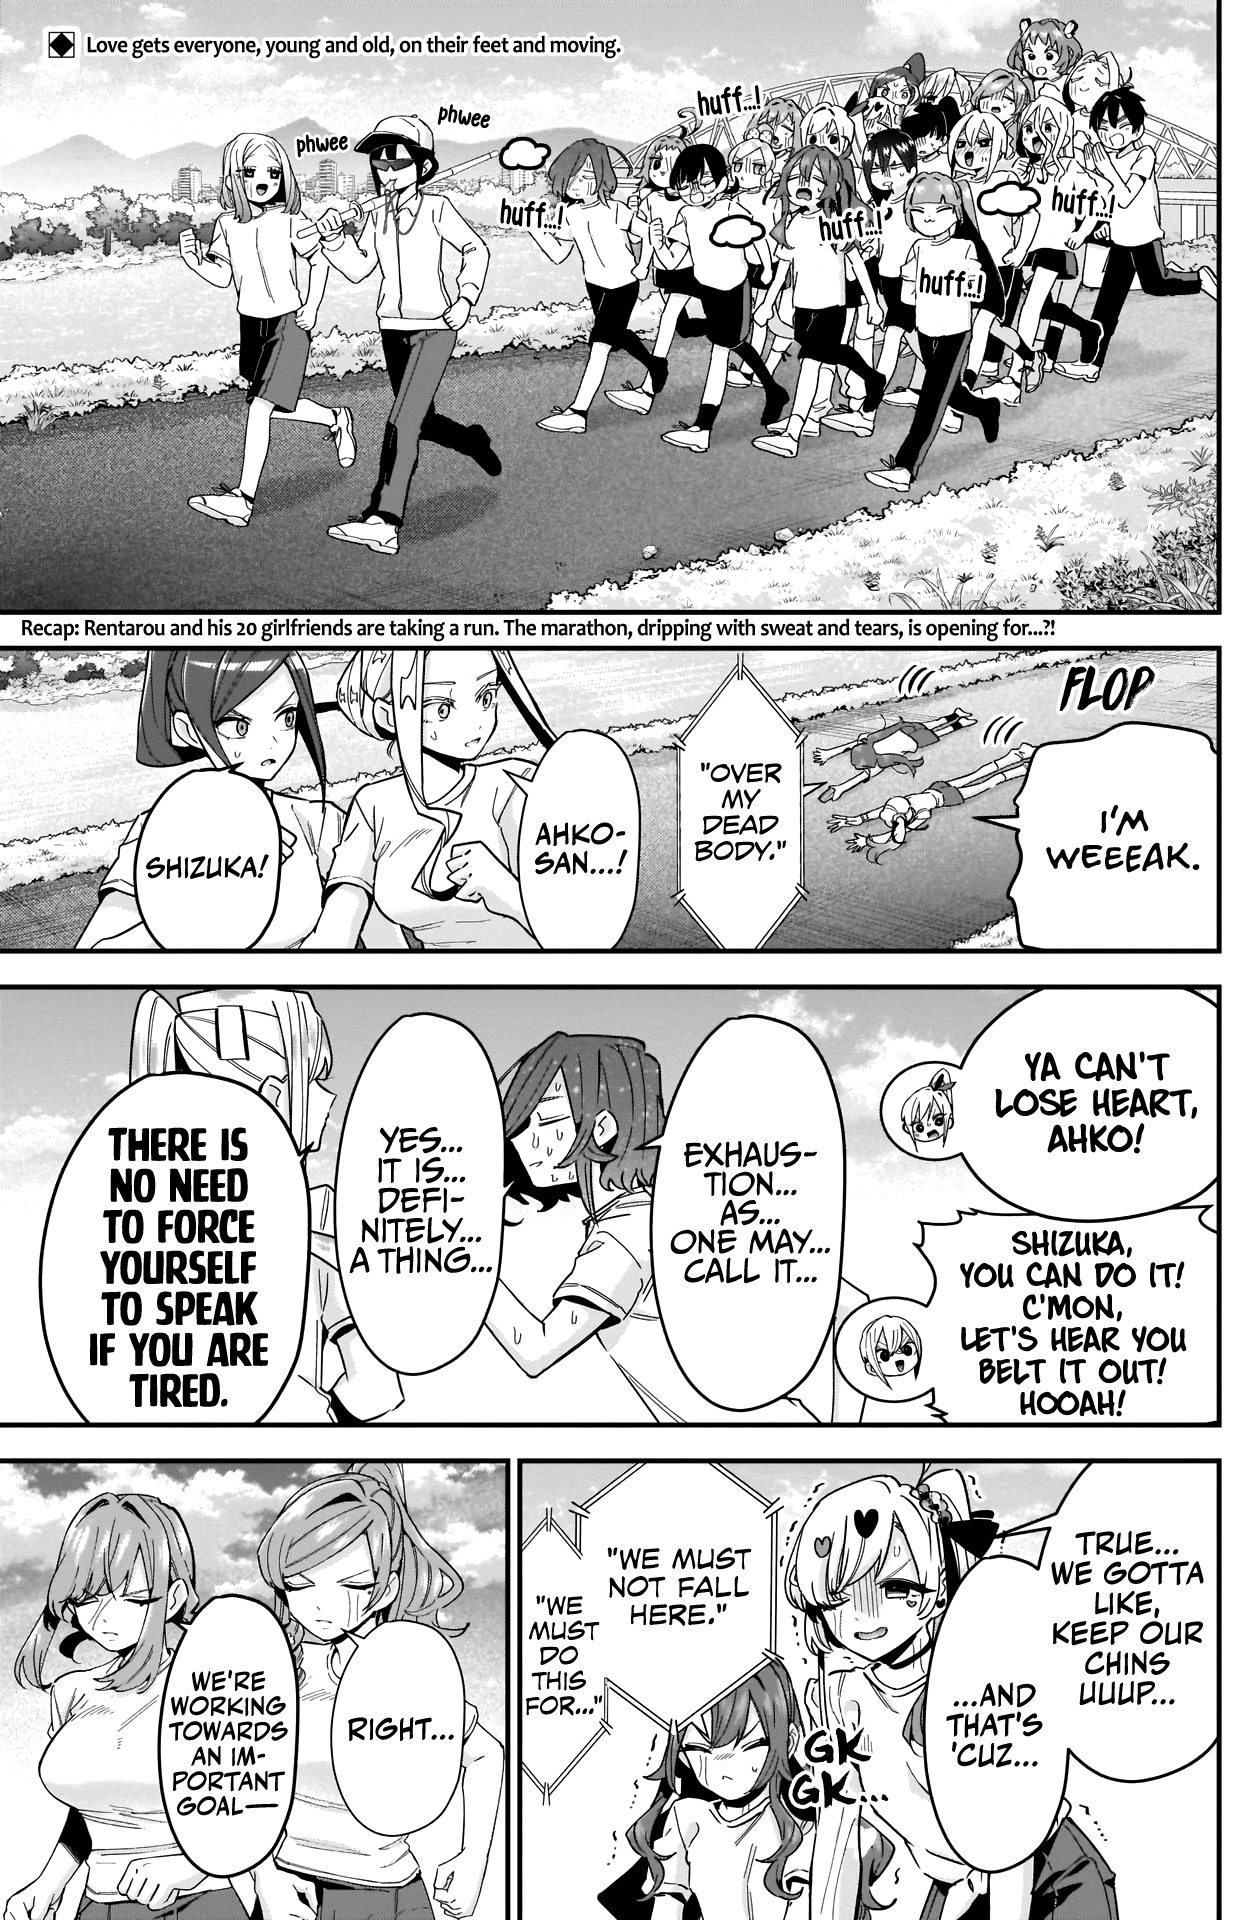 Love gets everyone, young and old, on their feet and moving.
huff...!
phwee
phwee
huff...!
huff...!
huff...!
huff...!
Recap: Rentarou and his 20 girlfriends are taking a run. The marathon, dripping with sweat and tears, is opening for...?!
FLOP
I'M
WEEEAK.
"OVER
MY
DEAD
BODY."
AHKO-
SAN...!
SHIZUKA!
YA CAN'T
LOSE HEART,
AHKO!
SHIZUKA,
YOU CAN DO IT!
C'MON,
LET'S HEAR YOU
BELT IT OUT!
HOOAH!
EXHAUS-
TION...
AS...
ONE MAY...
CALL IT...
YES...
IT IS...
DEFI-
NITELY...
A THING...
THERE IS
NO NEED
TO FORCE
YOURSELF
TO SPEAK
IF YOU ARE
TIRED.
TRUE...
WE GOTTA
LIKE,
KEEP OUR
CHINS
UUUP...
...AND
THAT'S
'CUZ...
GK
GK...
"WE MUST
NOT FALL
HERE."
"WE
MUST
DO
THIS
FOR..."
RIGHT...
WE'RE
WORKING
TOWARDS
AN IM-
PORTANT
GOAL—